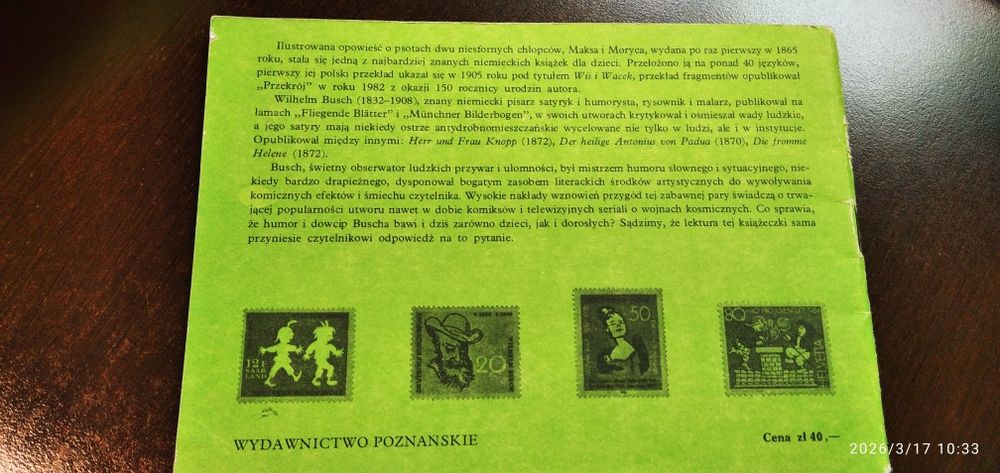 Ilustrowana opowieść o psotach dwu niesfornych chłopców, Maksa i Moryca, wydana po raz pierwszy w 1865
roku, stała się jedną z najbardziej znanych niemieckich książek dla dzieci. Przełożono ją na ponad 40 języków,
pierwszy jej polski przekład ukazał się w 1905 roku pod tytułem Wiś i Wacek, przekład fragmentów opublikował
„Przekrój” w roku 1982 z okazji 150 rocznicy urodzin autora.
Wilhelm Busch (1832–1908), znany niemiecki pisarz satyryk i humorysta, rysownik i malarz, publikował na
łamach „Fliegende Blätter” i „Münchner Bilderbogen”, w swoich utworach krytykował i ośmieszał wady ludzkie,
a jego satyry mają niekiedy ostrze antydrobnomieszczańskie wycelowane nie tylko w ludzi, ale i w instytucje.
Opublikował między innymi: Herr und Frau Knopp (1872), Der heilige Antonius von Padua (1870), Die fromme
Helene (1872).
Busch, świetny obserwator ludzkich przywar i ułomności, był mistrzem humoru słownego i sytuacyjnego, nie-
kiedy bardzo drapieżnego, dysponował bogatym zasobem literackich środków artystycznych do wywoływania
komicznych efektów i śmiechu czytelnika. Wysokie nakłady wznowień przygód tej zabawnej pary świadczą o trwa-
jącej popularności utworu nawet w dobie komiksów i telewizyjnych seriali o wojnach kosmicznych. Co sprawia,
że humor i dowcip Buscha bawi i dziś zarówno dzieci, jak i dorosłych? Sądzimy, że lektura tej książeczki sama
przyniesie czytelnikowi odpowiedź na to pytanie.
12 F
SAAR
LAND
20
50
80
HELVETIA
WYDAWNICTWO POZNAŃSKIE
Cena zł 40,—
2026/3/17 10:33